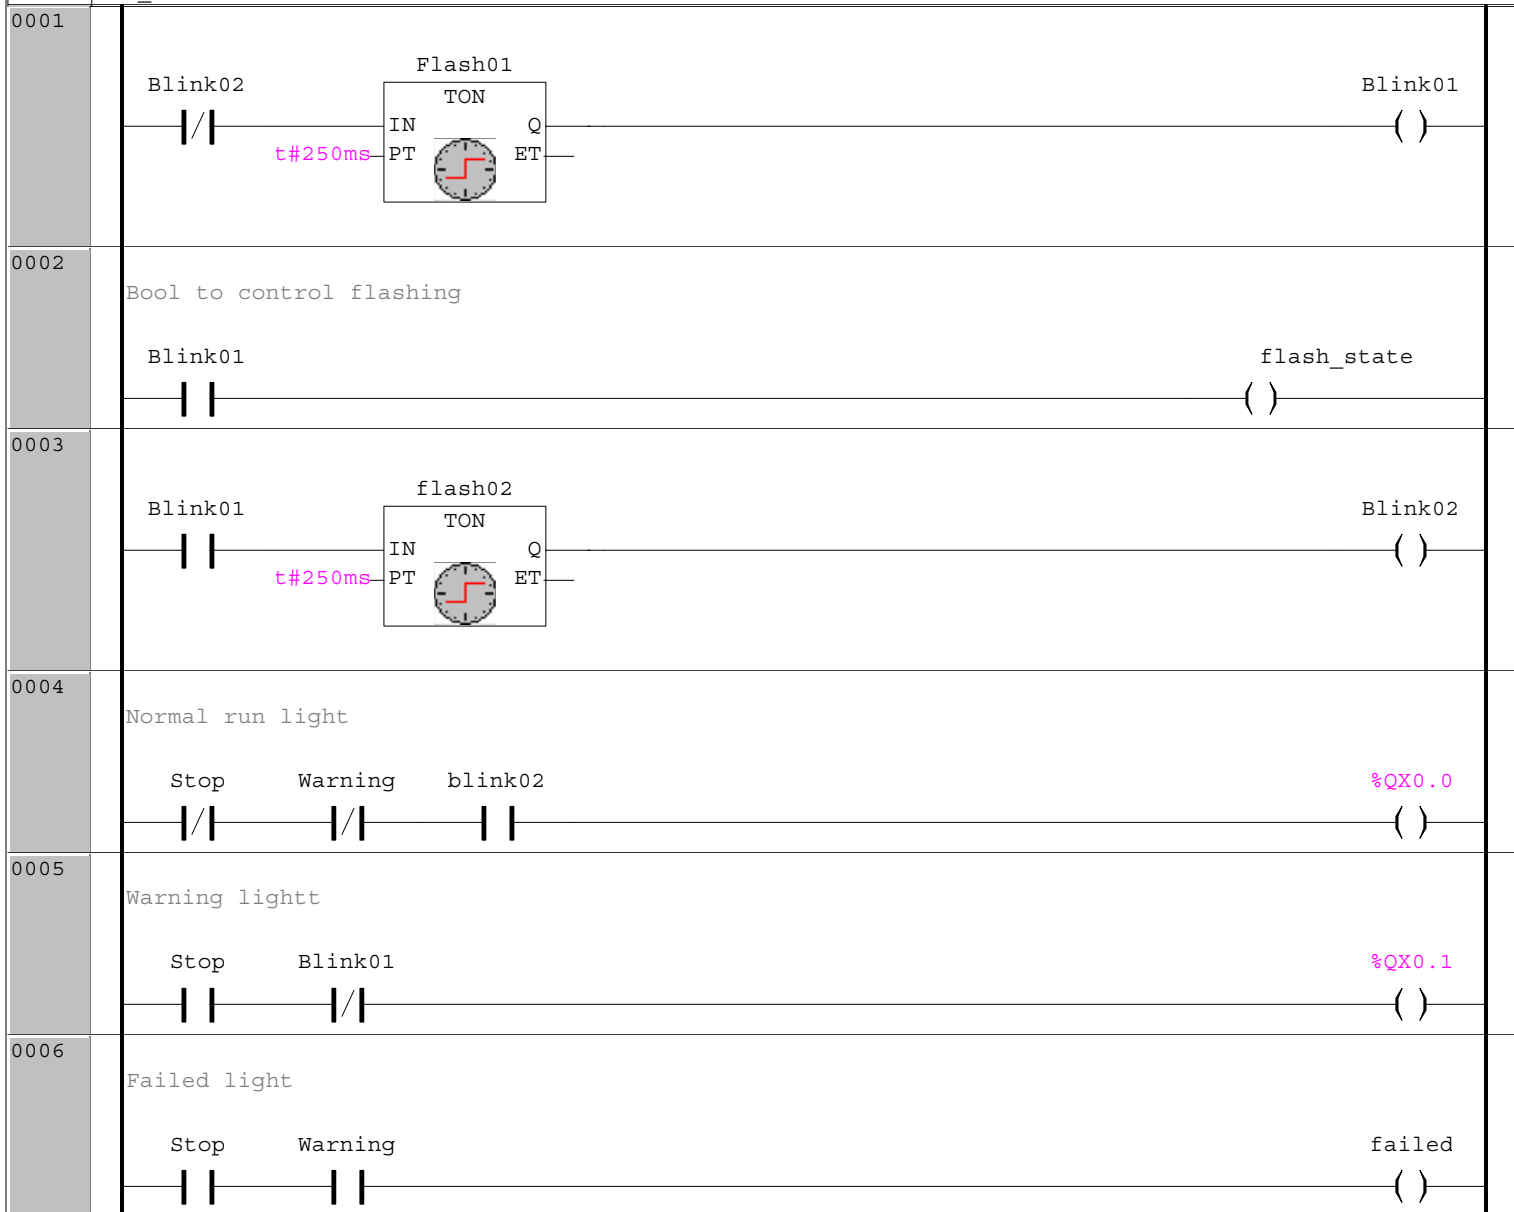 0001
Flash01
Blink02
Blink01
TON
IN
Q
t#250ms
PT
ET
0002
Bool to control flashing
Blink01
flash_state
0003
flash02
Blink01
Blink02
TON
IN
Q
t#250ms
PT
ET
0004
Normal run light
Stop
Warning
blink02
%QX0.0
0005
Warning lightt
Stop
Blink01
%QX0.1
0006
Failed light
Stop
Warning
failed